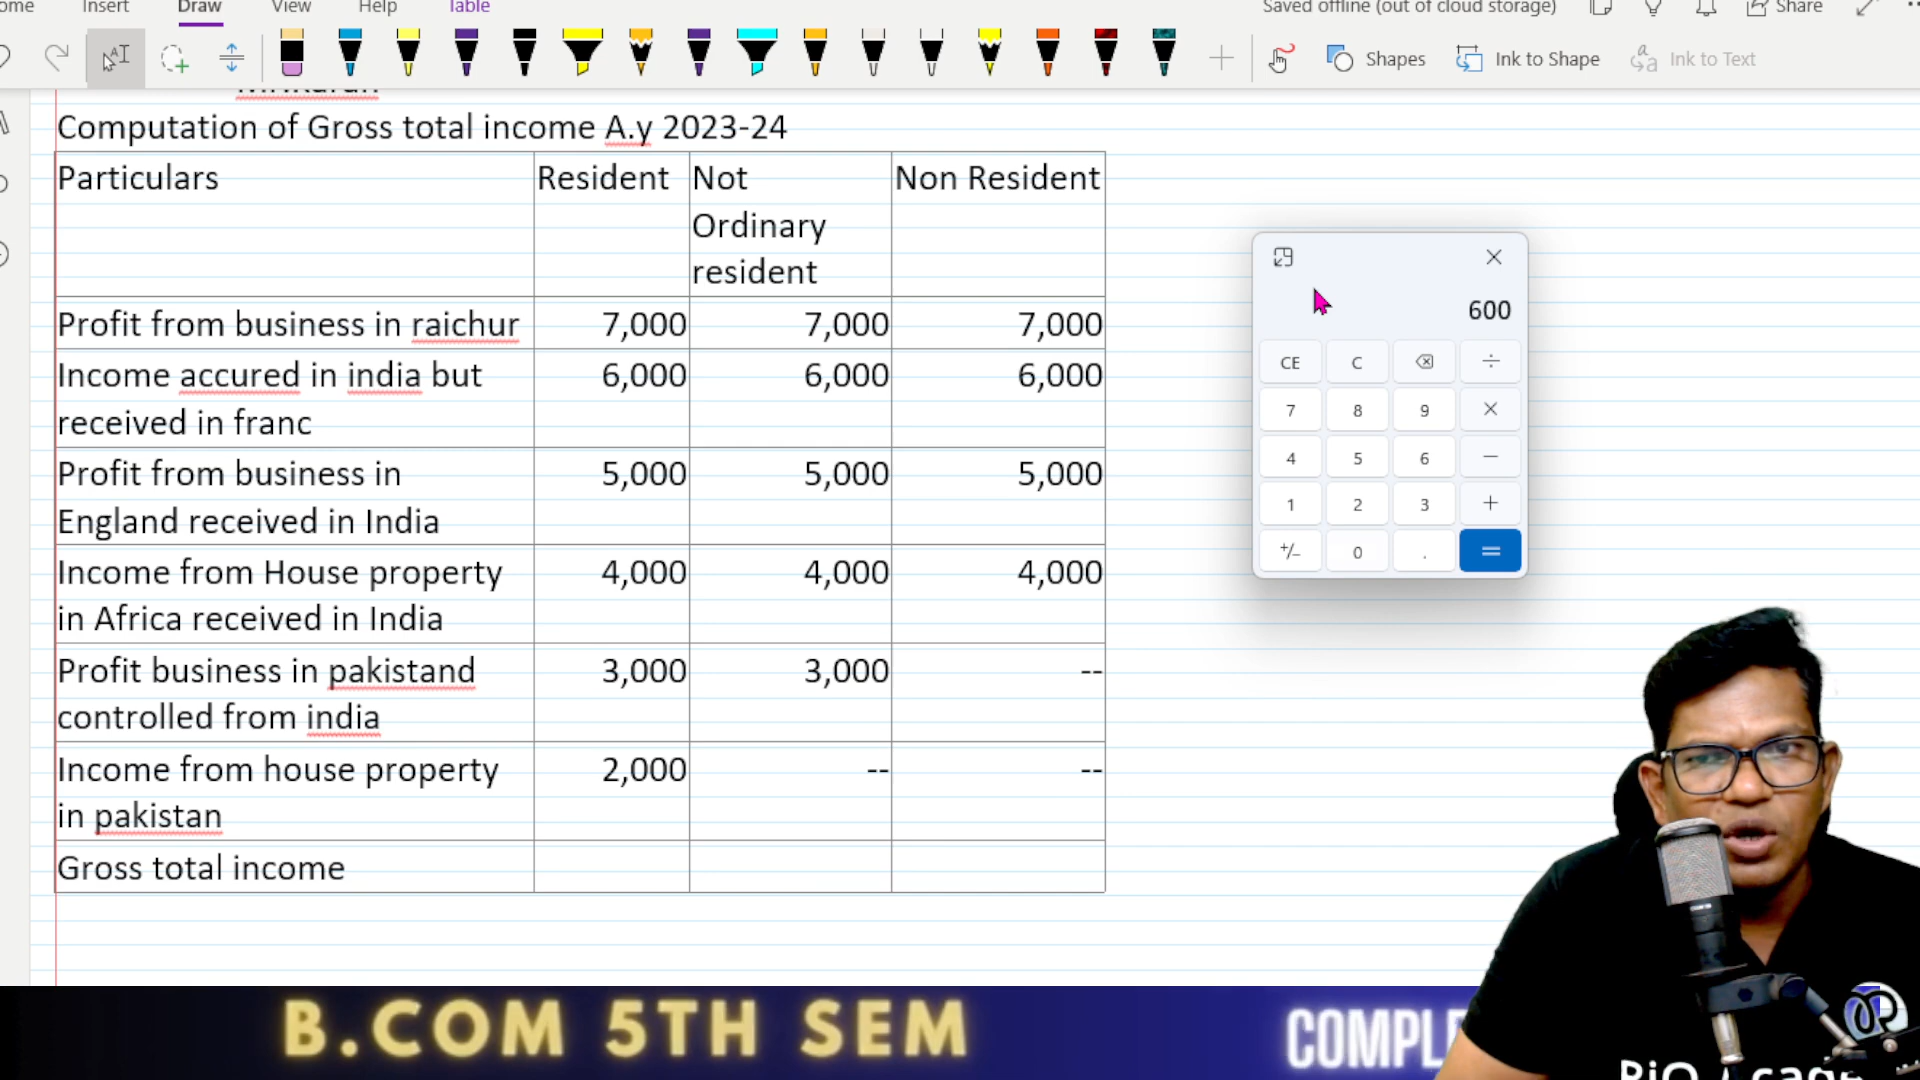 Insert Draw View Help Table
Saved offline (out of cloud storage) Share
Shapes Ink to Shape Ink to Text
Computation of Gross total income A.y 2023-24
Particulars Resident Not Ordinary resident Non Resident
Profit from business in raichur 7,000 7,000 7,000
Income accured in india but 6,000 6,000 6,000
received in franc
Profit from business in 5,000 5,000 5,000
England received in India
Income from House property 4,000 4,000 4,000
in Africa received in India
Profit business in pakistand 3,000 3,000 --
controlled from india
Income from house property 2,000 -- --
in pakistan
Gross total income
600
CE C ÷
7 8 9 ×
4 5 6 −
1 2 3 +
+/− 0 . =
B.COM 5TH SEM